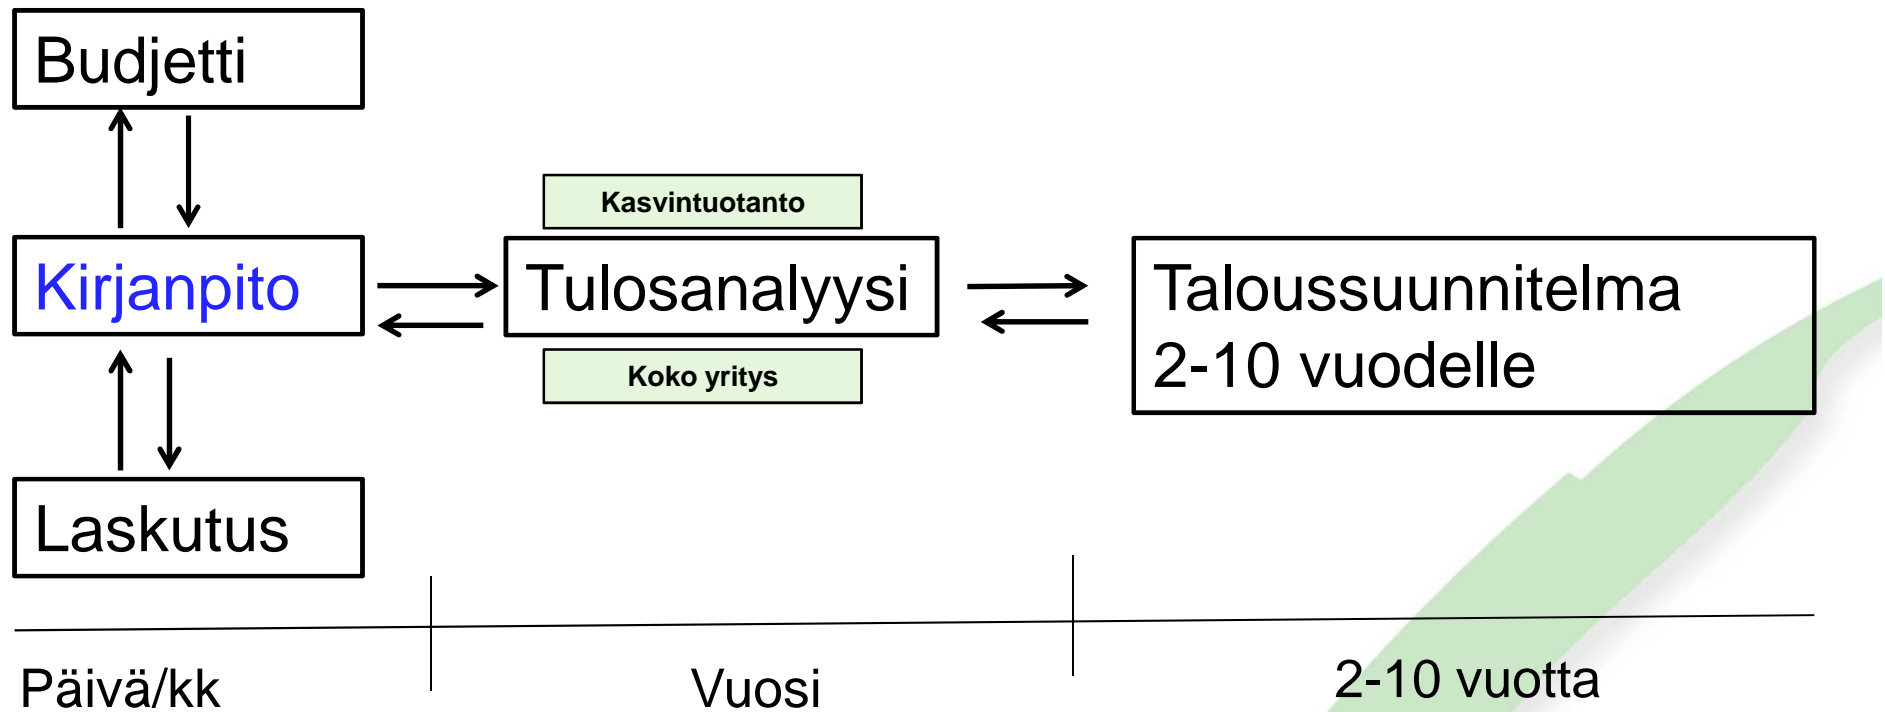 Budjetti
Kasvintuotanto
Kirjanpito
Tulosanalyysi
Taloussuunnitelma
2-10 vuodelle
Koko yritys
Laskutus
Päivä/kk
Vuosi
2-10 vuotta